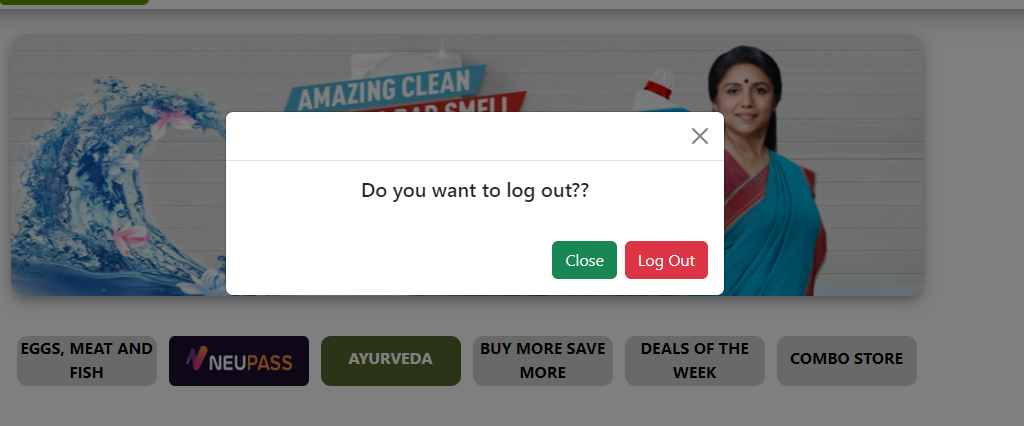 AMAZING CLEAN
BAD SMELL
Do you want to log out??
Close
Log Out
EGGS, MEAT AND
FISH
NEUPASS
AYURVEDA
BUY MORE SAVE
MORE
DEALS OF THE
WEEK
COMBO STORE